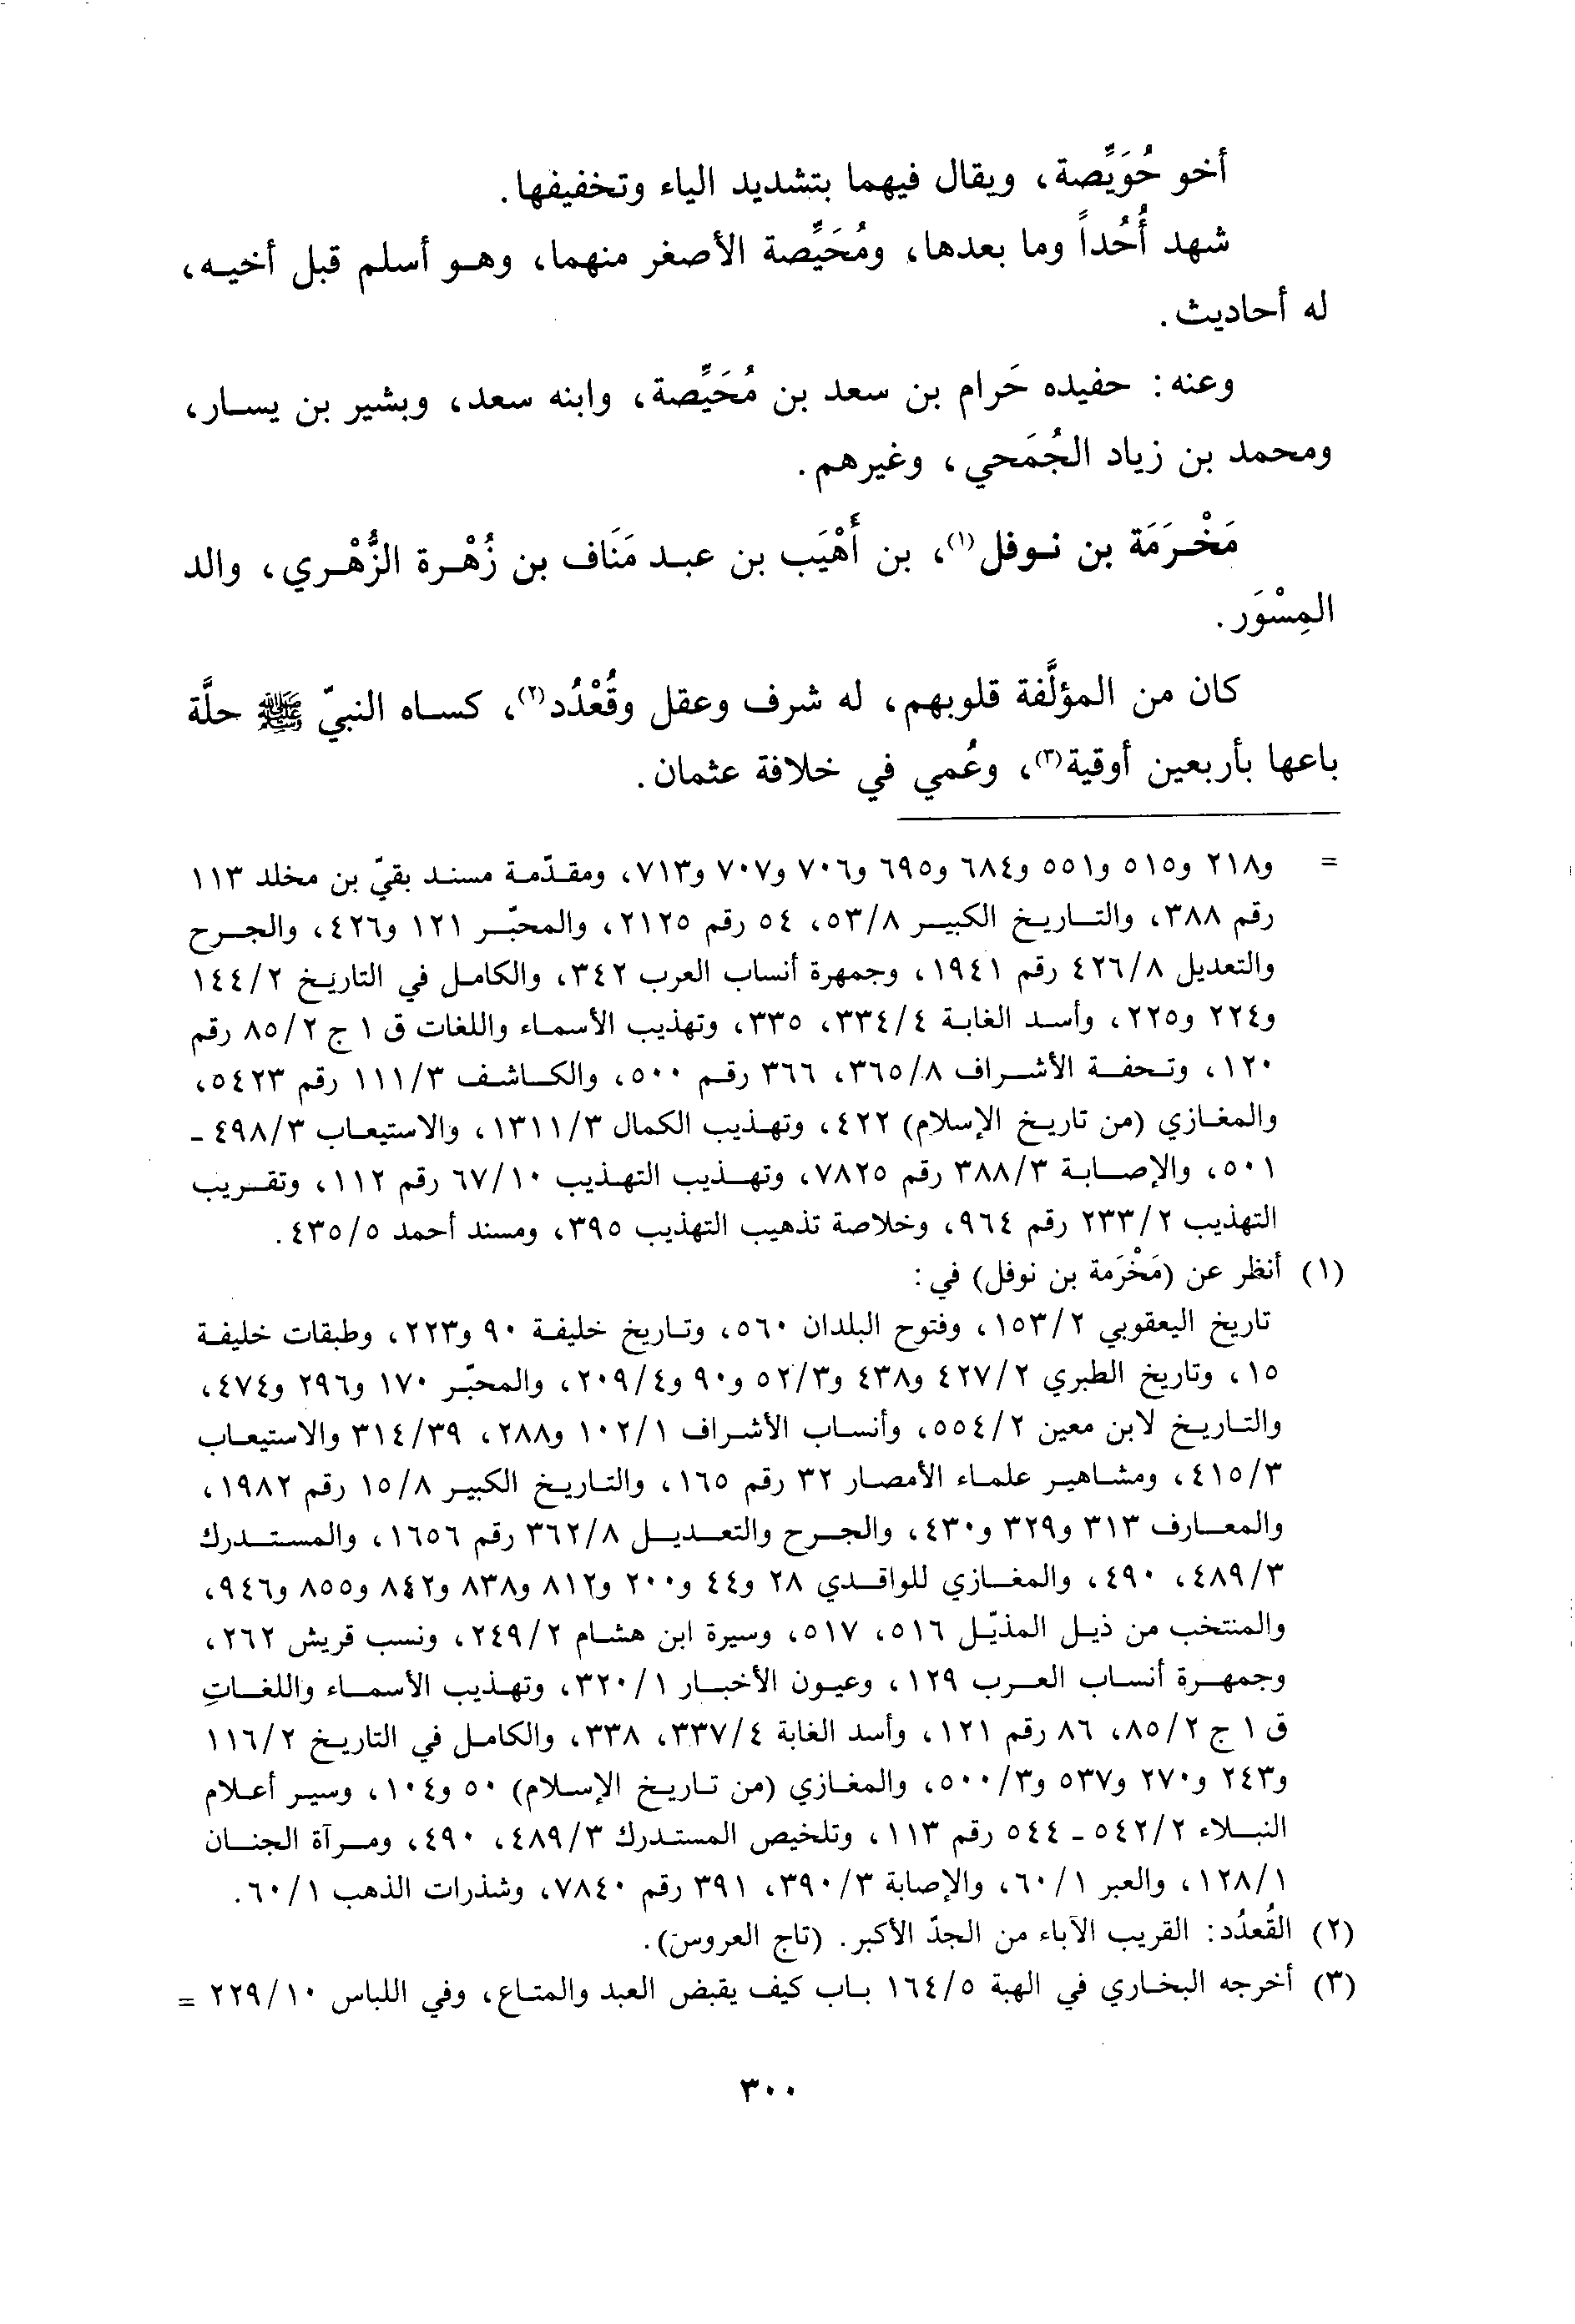 أخو حُوَيِّصة، ويقال فيهما بتشديد الياء وتخفيفها.
شهد أُحُداً وما بعدها، ومُحَيِّصة الأصغر منهما، وهو أسلم قبل أخيه،
له أحاديث.
وعنه: حفيده حَرام بن سعد بن مُحَيِّصة، وابنه سعد، وبشير بن يسار،
ومحمد بن زياد الجُمَحي، وغيرهم.
مَخْرَمَة بن نوفل(١)، بن أَهْيَب بن عبد مَنَاف بن زُهْرة الزُّهْري، والد
المِسْوَر.
كان من المؤلَّفة قلوبهم، له شرف وعقل وقُعْدُد(٢)، كساه النبيّ ﷺ حلَّة
باعها بأربعين أوقية(٣)، وعُمي في خلافة عثمان.
= و٢١٨ و٥١٥ و٥٥١ و٦٨٤ و٦٩٥ و٧٠٦ و٧٠٧ و٧١٣، ومقدّمة مسند بقيّ بن مخلد ١١٣
رقم ٣٨٨، والتاريخ الكبير ٥٣/٨، ٥٤ رقم ٢١٢٥، والمحبّر ١٢١ و٤٢٦، والجرح
والتعديل ٤٢٦/٨ رقم ١٩٤١، وجمهرة أنساب العرب ٣٤٢، والكامل في التاريخ ١٤٤/٢
و٢٢٤ و٢٢٥، وأسد الغابة ٣٣٤/٤، ٣٣٥، وتهذيب الأسماء واللغات ق ١ ج ٨٥/٢ رقم
١٢٠، وتحفة الأشراف ٣٦٥/٨، ٣٦٦ رقم ٥٠٠، والكاشف ١١١/٣ رقم ٥٤٢٣،
والمغازي (من تاريخ الإسلام) ٤٢٢، وتهذيب الكمال ١٣١١/٣، والاستيعاب ٤٩٨/٣ -
٥٠١، والإصابة ٣٨٨/٣ رقم ٧٨٢٥، وتهذيب التهذيب ٦٧/١٠ رقم ١١٢، وتقريب
التهذيب ٢٣٣/٢ رقم ٩٦٤، وخلاصة تذهيب التهذيب ٣٩٥، ومسند أحمد ٤٣٥/٥.
(١) أنظر عن (مَخْرَمة بن نوفل) في:
تاريخ اليعقوبي ١٥٣/٢، وفتوح البلدان ٥٦٠، وتاريخ خليفة ٩٠ و٢٢٣، وطبقات خليفة
١٥، وتاريخ الطبري ٤٢٧/٢ و٤٣٨ و٥٢/٣ و٩٠ و٢٠٩/٤، والمحبّر ١٧٠ و٢٩٦ و٤٧٤،
والتاريخ لابن معين ٥٥٤/٢، وأنساب الأشراف ١٠٢/١ و٢٨٨، ٣١٤/٣٩ والاستيعاب
٤١٥/٣، ومشاهير علماء الأمصار ٣٢ رقم ١٦٥، والتاريخ الكبير ١٥/٨ رقم ١٩٨٢،
والمعارف ٣١٣ و٣٢٩ و٤٣٠، والجرح والتعديل ٣٦٢/٨ رقم ١٦٥٦، والمستدرك
٤٨٩/٣، ٤٩٠، والمغازي للواقدي ٢٨ و٤٤ و٢٠٠ و٨١٢ و٨٣٨ و٨٤٢ و٨٥٥ و٩٤٦،
والمنتخب من ذيل المذيّل ٥١٦، ٥١٧، وسيرة ابن هشام ٢٤٩/٢، ونسب قريش ٢٦٢،
وجمهرة أنساب العرب ١٢٩، وعيون الأخبار ٣٢٠/١، وتهذيب الأسماء واللغاتِ
ق ١ ج ٨٥/٢، ٨٦ رقم ١٢١، وأسد الغابة ٣٣٧/٤، ٣٣٨، والكامل في التاريخ ١١٦/٢
و٢٤٣ و٢٧٠ و٥٣٧ و٥٠٠/٣، والمغازي (من تاريخ الإسلام) ٥٠ و١٠٤، وسير أعلام
النبلاء ٥٤٢/٢ - ٥٤٤ رقم ١١٣، وتلخيص المستدرك ٤٨٩/٣، ٤٩٠، ومرآة الجنان
١٢٨/١، والعبر ٦٠/١، والإصابة ٣٩٠/٣، ٣٩١ رقم ٧٨٤٠، وشذرات الذهب ٦٠/١.
(٢) القُعدُد: القريب الآباء من الجدّ الأكبر. (تاج العروس).
(٣) أخرجه البخاري في الهبة ١٦٤/٥ باب كيف يقبض العبد والمتاع، وفي اللباس ٢٢٩/١٠ =
٣٠٠